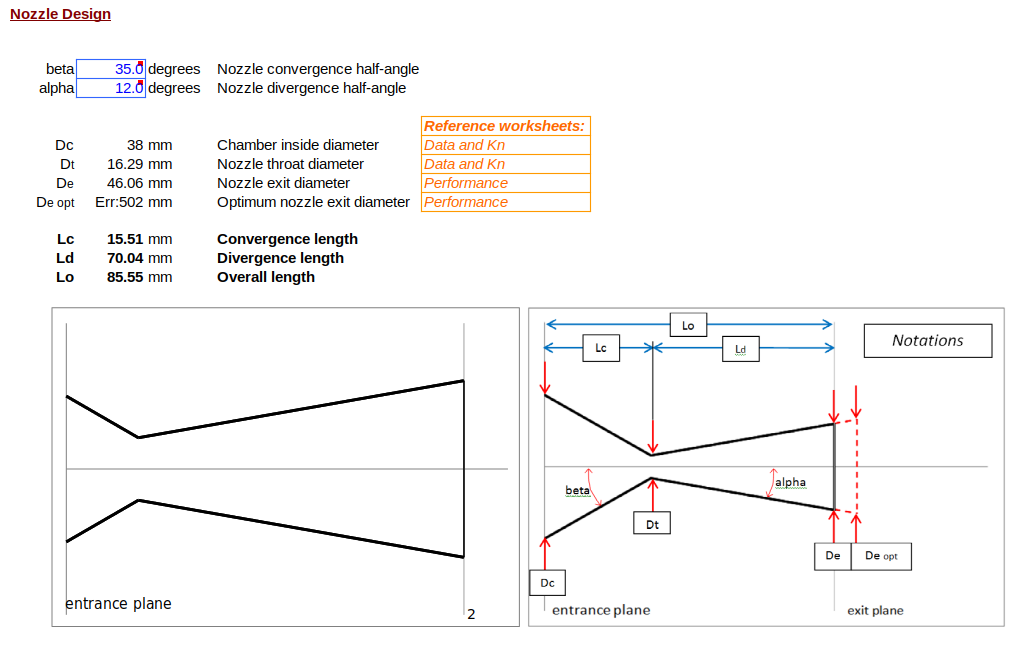 Nozzle Design
beta 35.0 degrees Nozzle convergence half-angle
alpha 12.0 degrees Nozzle divergence half-angle
Reference worksheets:
Dc 38 mm Chamber inside diameter Data and Kn
Dt 16.29 mm Nozzle throat diameter Data and Kn
De 46.06 mm Nozzle exit diameter Performance
De opt Err:502 mm Optimum nozzle exit diameter Performance
Lc 15.51 mm Convergence length
Ld 70.04 mm Divergence length
Lo 85.55 mm Overall length
entrance plane
2
Lo
Notations
Lc
Ld
beta
alpha
Dt
De
De opt
Dc
entrance plane
exit plane